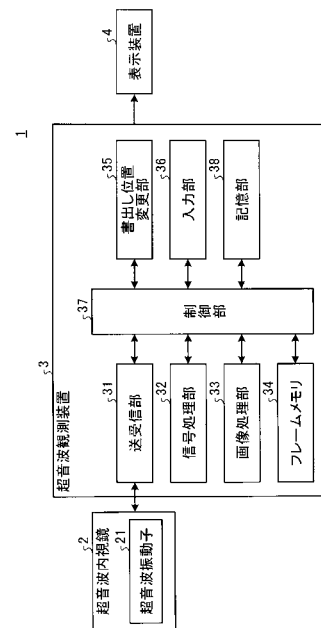 1
超音波内視鏡
2
超音波振動子
21
超音波観測装置
3
送受信部
31
信号処理部
32
画像処理部
33
フレームメモリ
34
制御部
37
書出し位置
変更部
35
入力部
36
記憶部
38
表示装置
4